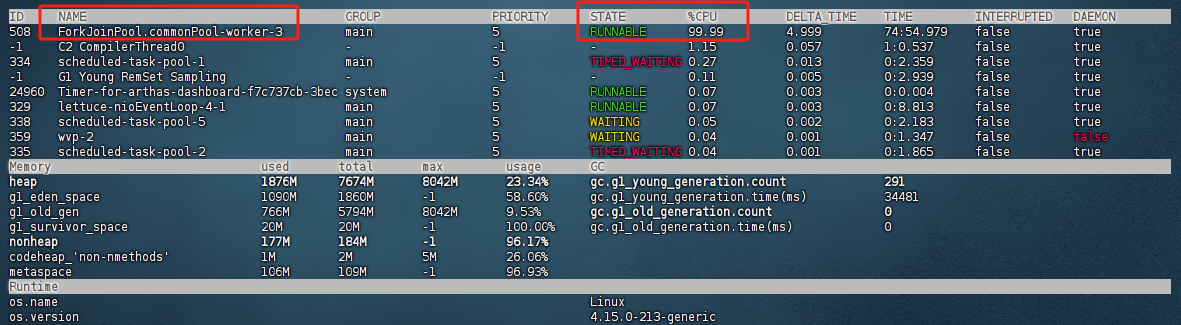 ID NAME GROUP PRIORITY STATE %CPU DELTA_TIME TIME INTERRUPTED DAEMON
508 ForkJoinPool.commonPool-worker-3 main 5 RUNNABLE 99.99 4.999 74:54.979 false true
-1 C2 CompilerThread0 - -1 - 1.15 0.057 1:0.537 false true
334 scheduled-task-pool-1 main 5 TIMED_WAITING 0.27 0.013 0:2.359 false true
-1 G1 Young RemSet Sampling - -1 - 0.11 0.005 0:2.939 false true
24960 Timer-for-arthas-dashboard-f7c737cb-3bec system 5 RUNNABLE 0.07 0.003 0:0.004 false true
329 lettuce-nioEventLoop-4-1 main 5 RUNNABLE 0.07 0.003 0:8.813 false true
338 scheduled-task-pool-5 main 5 WAITING 0.05 0.002 0:2.183 false true
359 wvp-2 main 5 WAITING 0.04 0.001 0:1.347 false false
335 scheduled-task-pool-2 main 5 TIMED_WAITING 0.04 0.001 0:1.865 false true
Memory used total max usage GC
heap 1876M 7674M 8042M 23.34% gc.g1_young_generation.count 291
g1_eden_space 1090M 1860M -1 58.60% gc.g1_young_generation.time(ms) 34481
g1_old_gen 766M 5794M 8042M 9.53% gc.g1_old_generation.count 0
g1_survivor_space 20M 20M -1 100.00% gc.g1_old_generation.time(ms) 0
nonheap 177M 184M -1 96.17%
codeheap_'non-nmethods' 1M 2M 5M 26.06%
metaspace 106M 109M -1 96.93%
Runtime
os.name Linux
os.version 4.15.0-213-generic